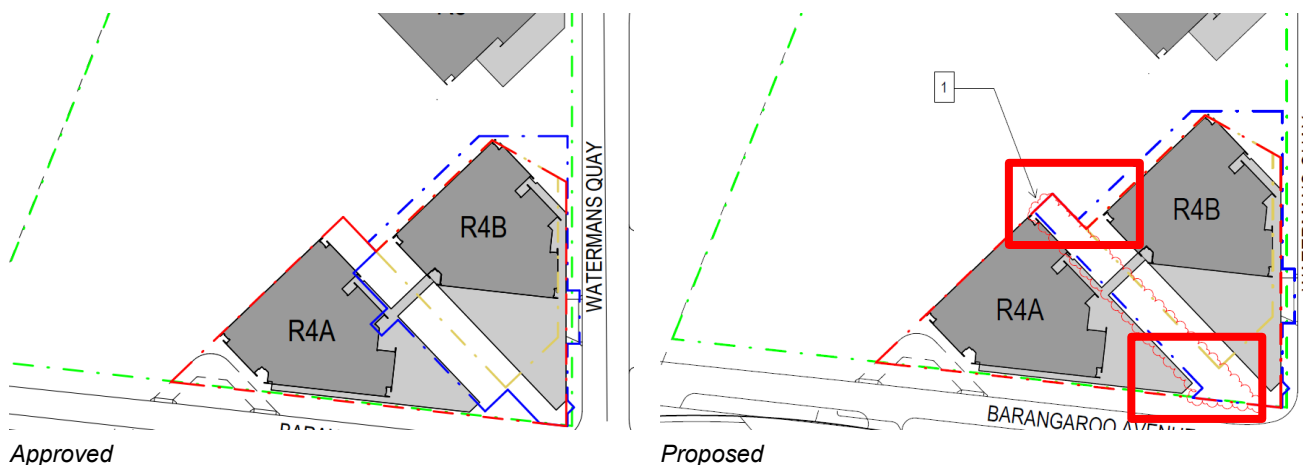 WATERMANS QUAY
R4B
R4A
Approved
1
R4B
R4A
BARANGAROO AVENUE
Proposed